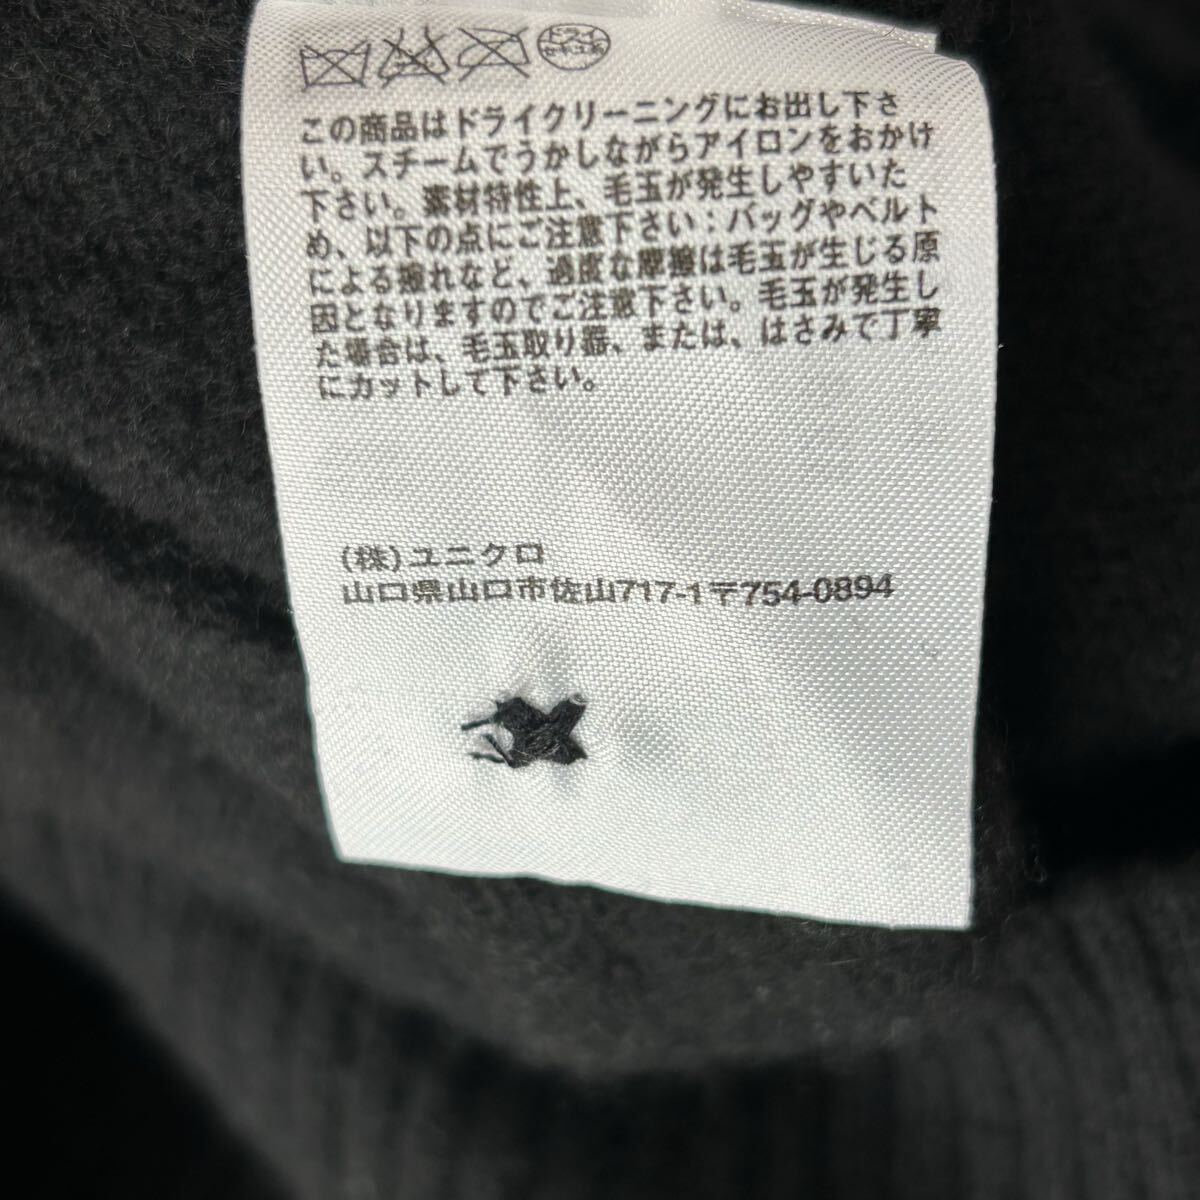 ドライ
セキユ系
この商品はドライクリーニングにお出し下さ
い。スチームでうかしながらアイロンをおかけ
下さい。素材特性上、毛玉が発生しやすいた
め、以下の点にご注意下さい：バッグやベルト
による擦れなど、過度な摩擦は毛玉が生じる原
因となりますのでご注意下さい。毛玉が発生し
た場合は、毛玉取り器、または、はさみで丁寧
にカットして下さい。
(株)ユニクロ
山口県山口市佐山717-1〒754-0894